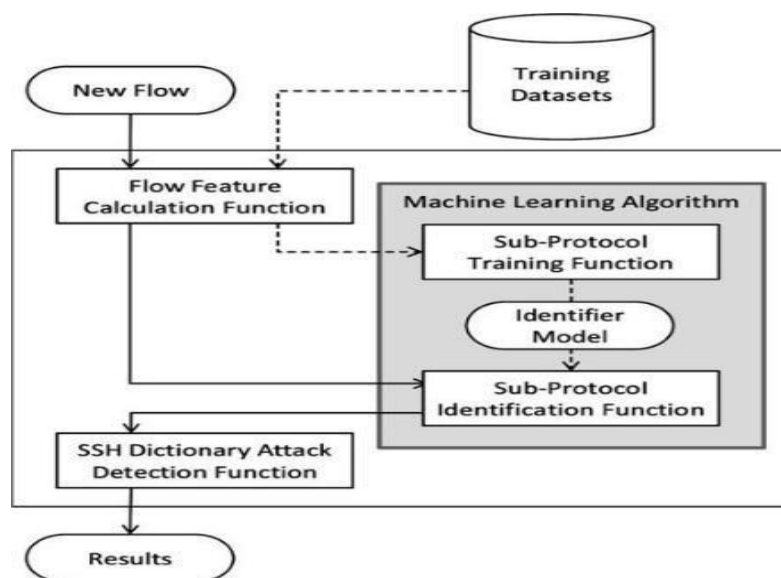 New Flow
Training
Datasets
Flow Feature
Calculation Function
Machine Learning Algorithm
Sub-Protocol
Training Function
Identifier
Model
Sub-Protocol
Identification Function
SSH Dictionary Attack
Detection Function
Results